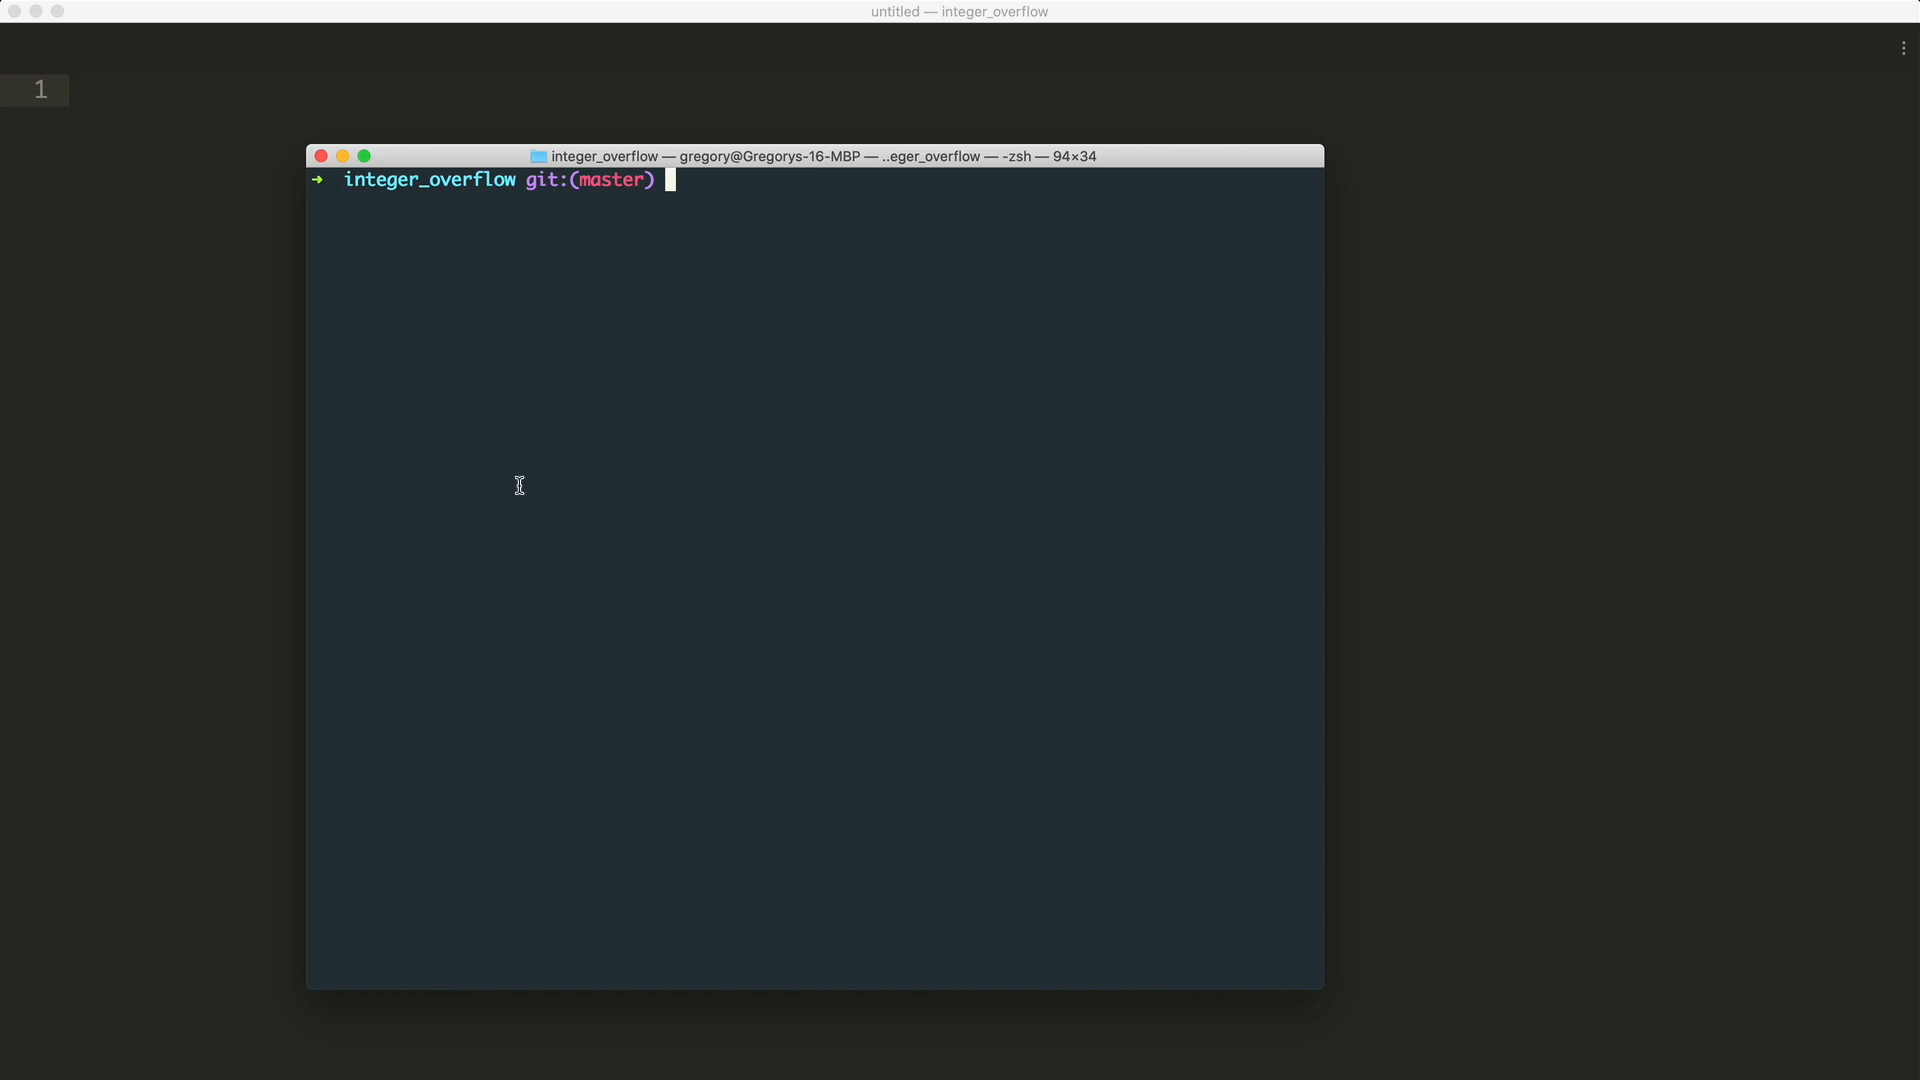 untitled — integer_overflow
1
integer_overflow — gregory@Gregorys-16-MBP — ..eger_overflow — -zsh — 94×34
➜ integer_overflow git:(master)